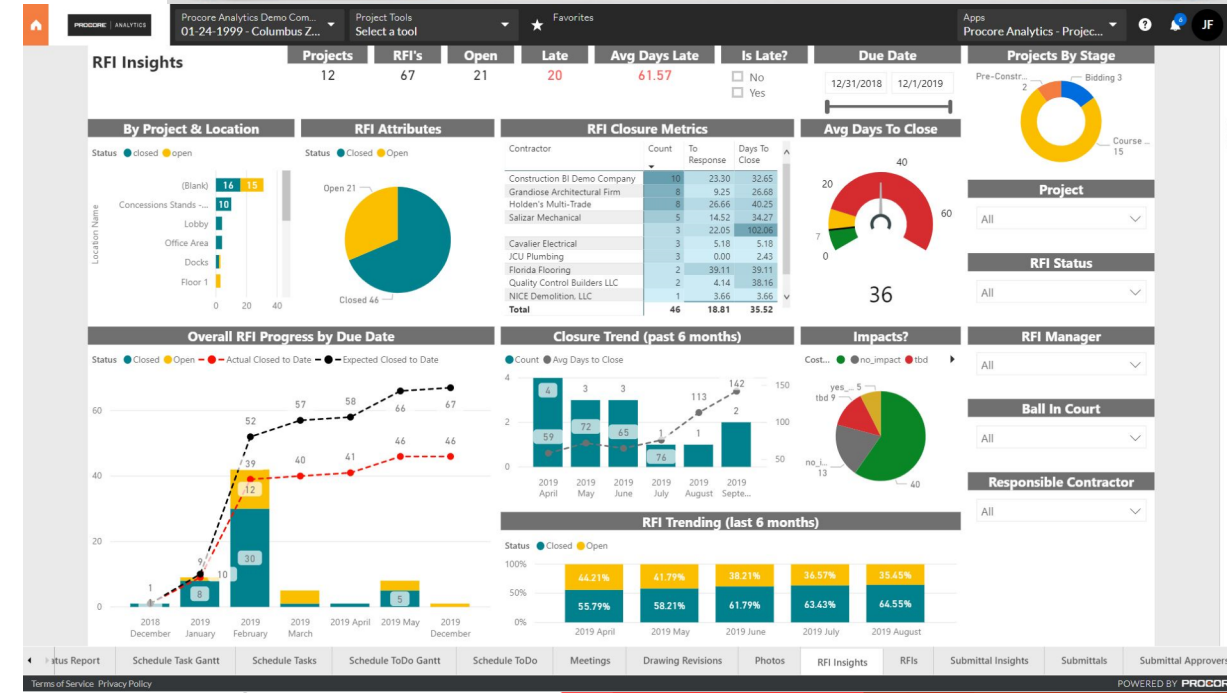 PROCORE | ANALYTICS
Procore Analytics Demo Com...
01-24-1999 - Columbus Z...
Project Tools
Select a tool
Favorites
Apps
Procore Analytics - Projec...
6
JF
RFI Insights
Projects RFI's Open Late Avg Days Late Is Late? Due Date
12 67 21 20 61.57
No
Yes
12/31/2018 12/1/2019
Projects By Stage
Pre-Constr... 2
Bidding 3
Course ... 15
By Project & Location
Status closed open
Location Name
(Blank) 16 15
Concessions Stands -... 10
Lobby
Office Area
Docks
Floor 1
0 20 40
RFI Attributes
Status Closed Open
Open 21
Closed 46
RFI Closure Metrics
Contractor Count To Response Days To Close
Construction BI Demo Company 10 23.30 32.65
Grandiose Architectural Firm 8 9.25 26.68
Holden's Multi-Trade 8 26.66 40.25
Salizar Mechanical 5 14.52 34.27
3 22.05 102.06
Cavalier Electrical 3 5.18 5.18
JCU Plumbing 3 0.00 2.43
Florida Flooring 2 39.11 39.11
Quality Control Builders LLC 2 4.14 38.16
NICE Demolition, LLC 1 3.66 3.66
Total 46 18.81 35.52
Avg Days To Close
40
20
60
7
0
36
Project
All
RFI Status
All
RFI Manager
All
Ball In Court
All
Responsible Contractor
All
Overall RFI Progress by Due Date
Status Closed Open Actual Closed to Date Expected Closed to Date
60
40
20
0
1
9
10
8
52
39
12
30
57
40
58
41
66
46
5
67
46
2018 December
2019 January
2019 February
2019 March
2019 April
2019 May
2019 December
Closure Trend (past 6 months)
Count Avg Days to Close
4
2
0
150
100
50
4 3 3 1 1 2
59 72 65 76 113 142
2019 April
2019 May
2019 June
2019 July
2019 August
2019 Septe...
Impacts?
Cost... no_impact tbd
yes_... 5
tbd 9
no_i... 13
40
RFI Trending (last 6 months)
Status Closed Open
100%
50%
0%
44.21% 41.79% 38.21% 36.57% 35.45%
55.79% 58.21% 61.79% 63.43% 64.55%
2019 April 2019 May 2019 June 2019 July 2019 August
atus Report Schedule Task Gantt Schedule Tasks Schedule ToDo Gantt Schedule ToDo Meetings Drawing Revisions Photos RFI Insights RFIs Submittal Insights Submittals Submittal Approvers
Terms of Service Privacy Policy
POWERED BY PROCOR